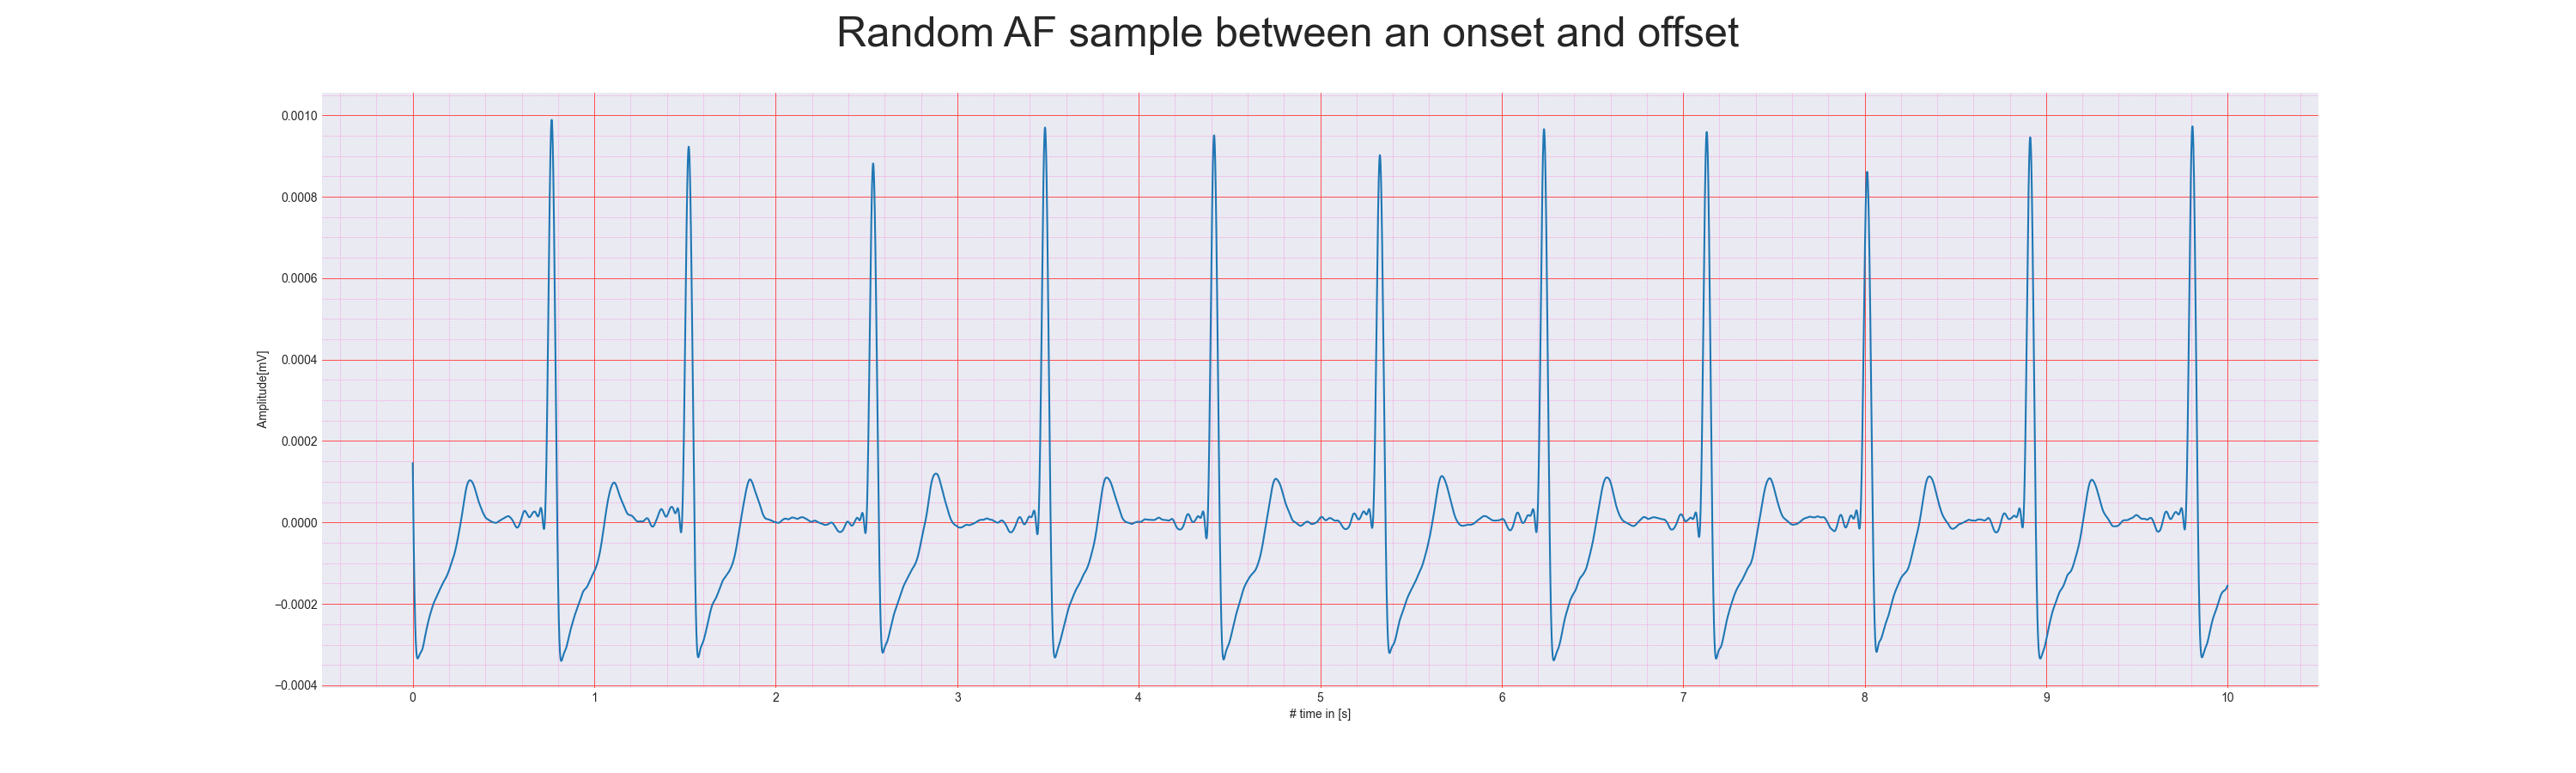 Random AF sample between an onset and offset
0.0010
0.0008
0.0006
0.0004
0.0002
0.0000
−0.0002
−0.0004
Amplitude[mV]
0 1 2 3 4 5 6 7 8 9 10
# time in [s]